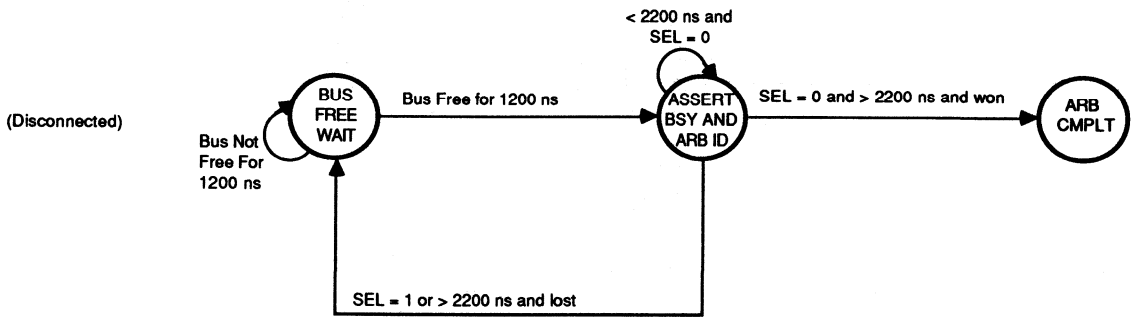 < 2200 ns and
SEL = 0
BUS
FREE
WAIT
Bus Free for 1200 ns
ASSERT
BSY AND
ARB ID
SEL = 0 and > 2200 ns and won
ARB
CMPLT
(Disconnected)
Bus Not
Free For
1200 ns
SEL = 1 or > 2200 ns and lost